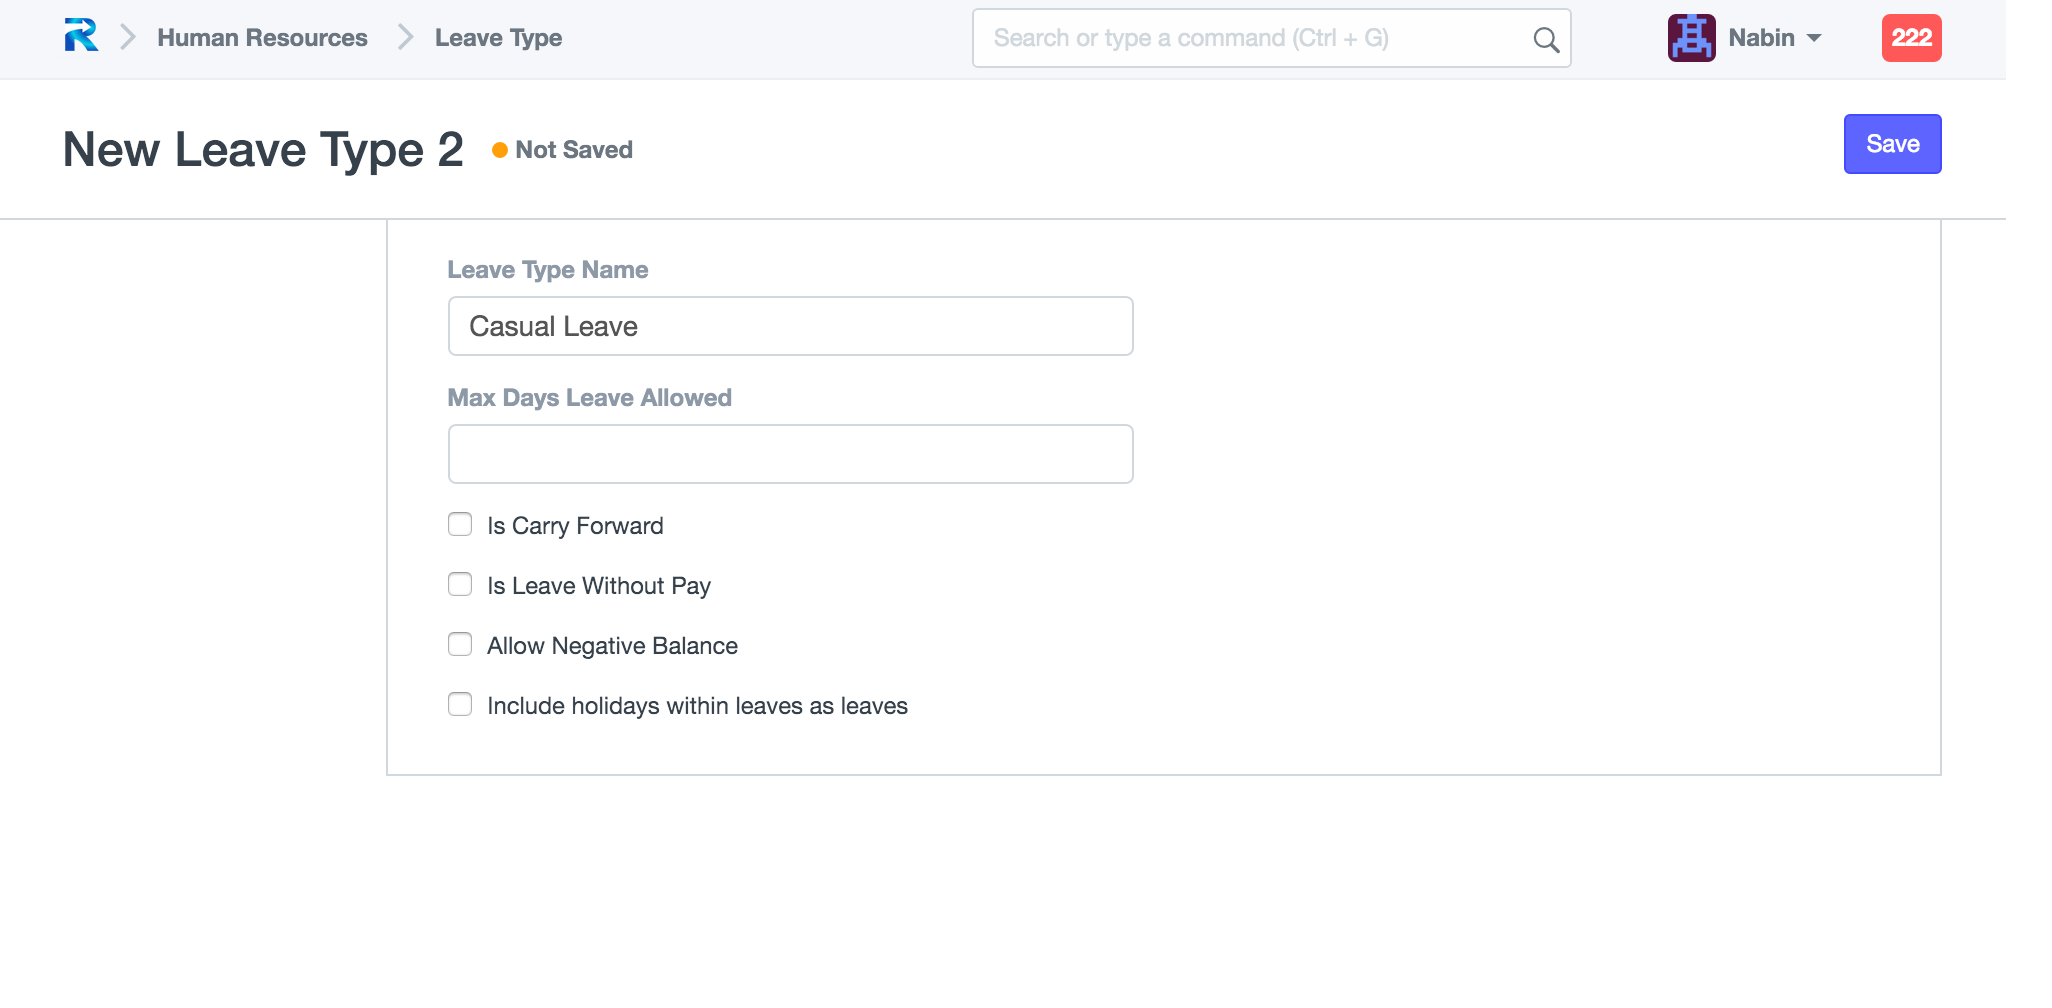 Human Resources Leave Type Search or type a command (Ctrl + G) Nabin 222
New Leave Type 2 Not Saved Save
Leave Type Name
Casual Leave
Max Days Leave Allowed
Is Carry Forward
Is Leave Without Pay
Allow Negative Balance
Include holidays within leaves as leaves